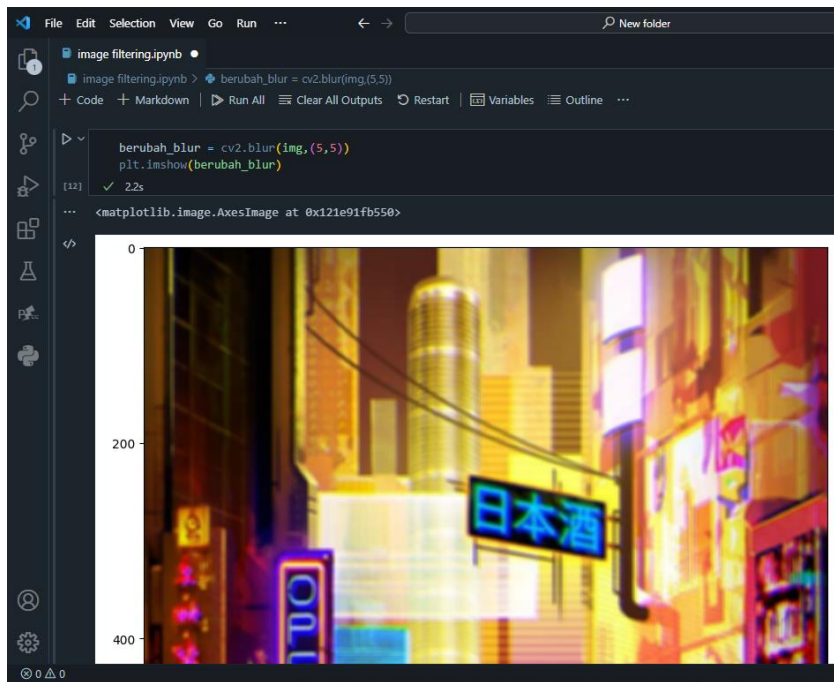 File Edit Selection View Go Run ··· ← → New folder
image filtering.ipynb ●
image filtering.ipynb > berubah_blur = cv2.blur(img,(5,5))
+ Code + Markdown | Run All Clear All Outputs Restart | Variables Outline ···
berubah_blur = cv2.blur(img,(5,5))
plt.imshow(berubah_blur)
[12] ✓ 2.2s
··· <matplotlib.image.AxesImage at 0x121e91fb550>
0
200
日本酒
OPE
400
1
0 0